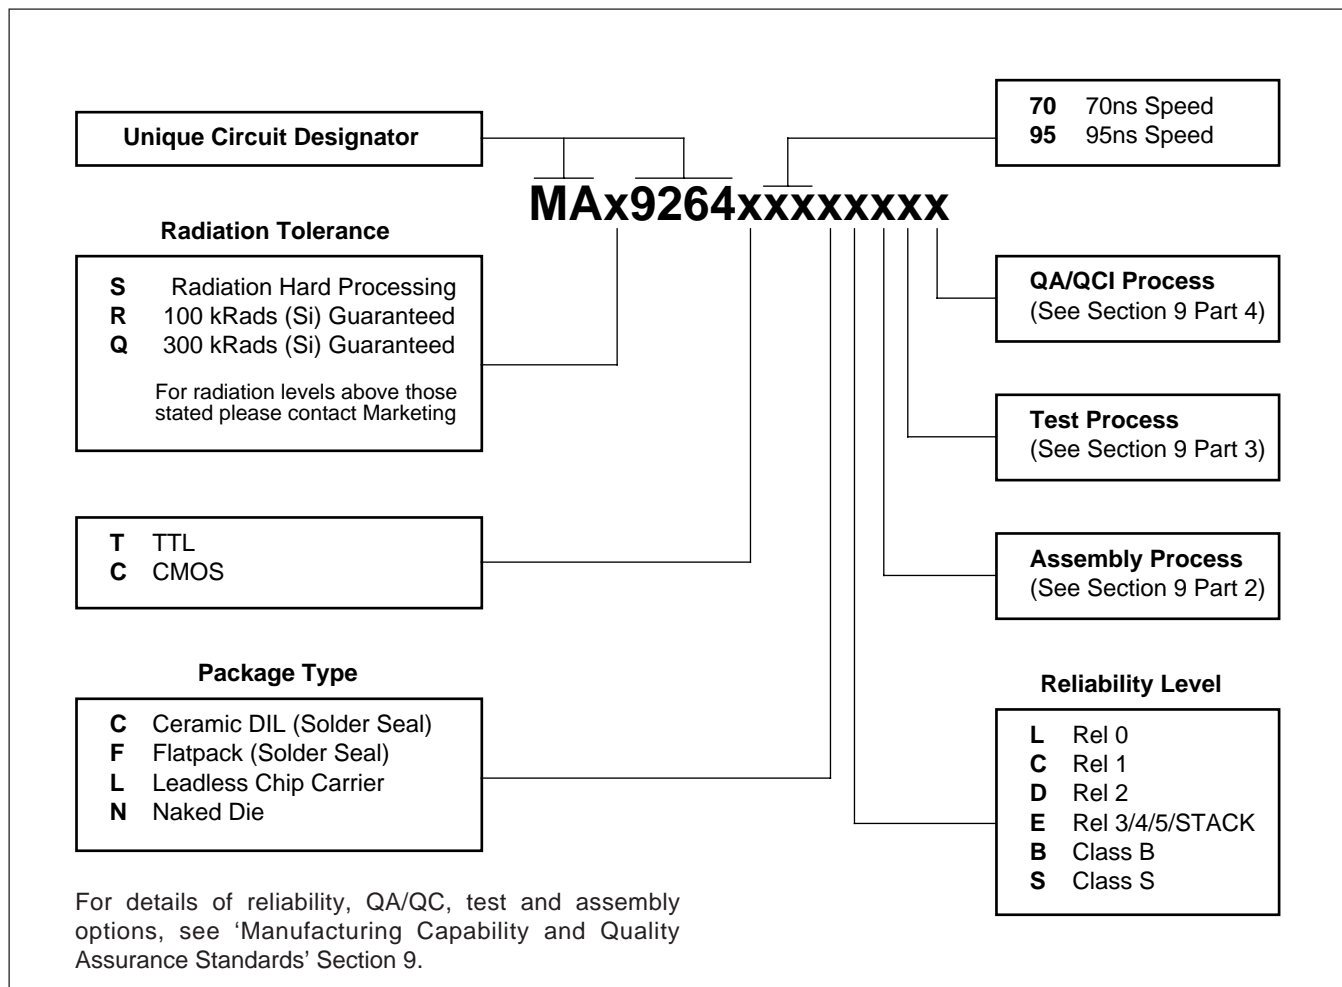 Unique Circuit Designator
70 70ns Speed
95 95ns Speed
MAx9264xxxxxxxx
Radiation Tolerance
S Radiation Hard Processing
R 100 kRads (Si) Guaranteed
Q 300 kRads (Si) Guaranteed
For radiation levels above those
stated please contact Marketing
QA/QCI Process
(See Section 9 Part 4)
Test Process
(See Section 9 Part 3)
T TTL
C CMOS
Assembly Process
(See Section 9 Part 2)
Package Type
C Ceramic DIL (Solder Seal)
F Flatpack (Solder Seal)
L Leadless Chip Carrier
N Naked Die
Reliability Level
L Rel 0
C Rel 1
D Rel 2
E Rel 3/4/5/STACK
B Class B
S Class S
For details of reliability, QA/QC, test and assembly
options, see ‘Manufacturing Capability and Quality
Assurance Standards’ Section 9.